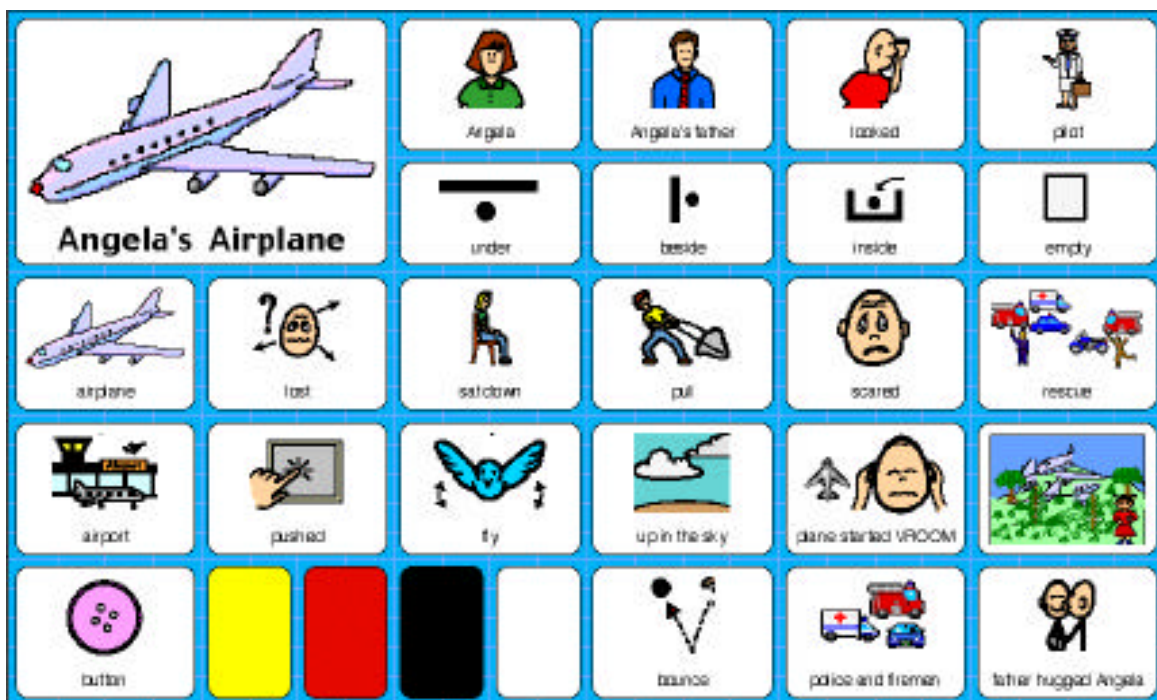 Angela's Airplane
Angela
Angela's father
looked
pilot
under
beside
inside
empty
airplane
lost
sat down
pull
scared
rescue
airport
Airport
pushed
fly
up in the sky
plane started VROOM
button
bounce
police and firemen
father hugged Angela